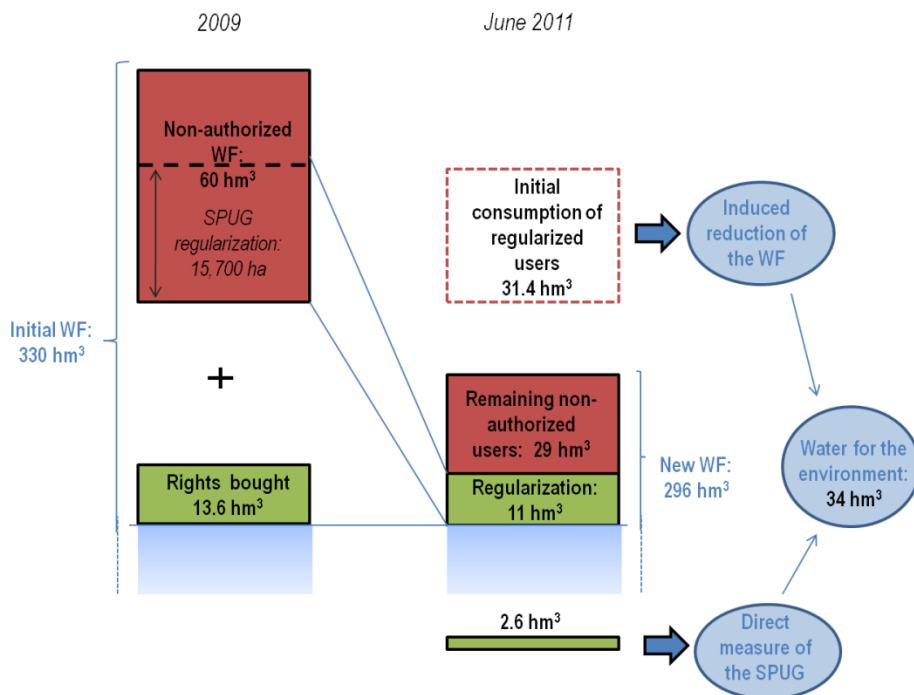 2009
June 2011
Non-authorized
WF:
60 hm³
SPUG
regularization:
15,700 ha
Initial
consumption of
regularized
users
31.4 hm³
Induced
reduction of
the WF
Initial WF:
330 hm³
+
Remaining non-
authorized
users: 29 hm³
Regularization:
11 hm³
New WF:
296 hm³
Water for the
environment:
34 hm³
Rights bought
13.6 hm³
2.6 hm³
Direct
measure of
the SPUG